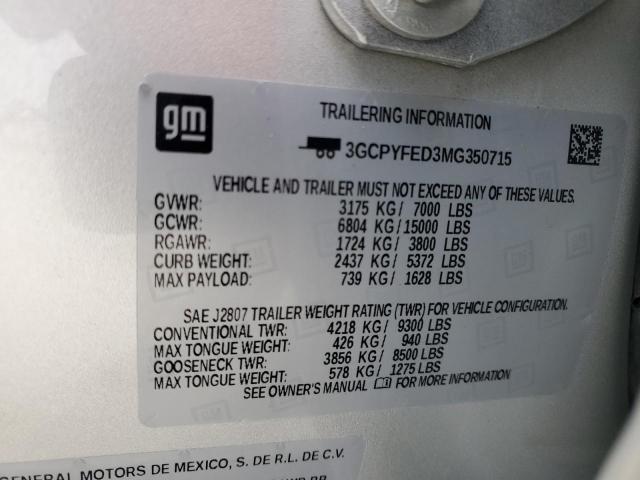 gm
TRAILERING INFORMATION
3GCPYFED3MG350715
VEHICLE AND TRAILER MUST NOT EXCEED ANY OF THESE VALUES.
GVWR: 3175 KG/ 7000 LBS
GCWR: 6804 KG/15000 LBS
RGAWR: 1724 KG/ 3800 LBS
CURB WEIGHT: 2437 KG/ 5372 LBS
MAX PAYLOAD: 739 KG/ 1628 LBS
SAE J2807 TRAILER WEIGHT RATING (TWR) FOR VEHICLE CONFIGURATION.
CONVENTIONAL TWR: 4218 KG/ 9300 LBS
MAX TONGUE WEIGHT: 426 KG/ 940 LBS
GOOSENECK TWR: 3856 KG/ 8500 LBS
MAX TONGUE WEIGHT: 578 KG/ 1275 LBS
SEE OWNER'S MANUAL FOR MORE INFORMATION
GENERAL MOTORS DE MEXICO, S. DE R.L. DE C.V.